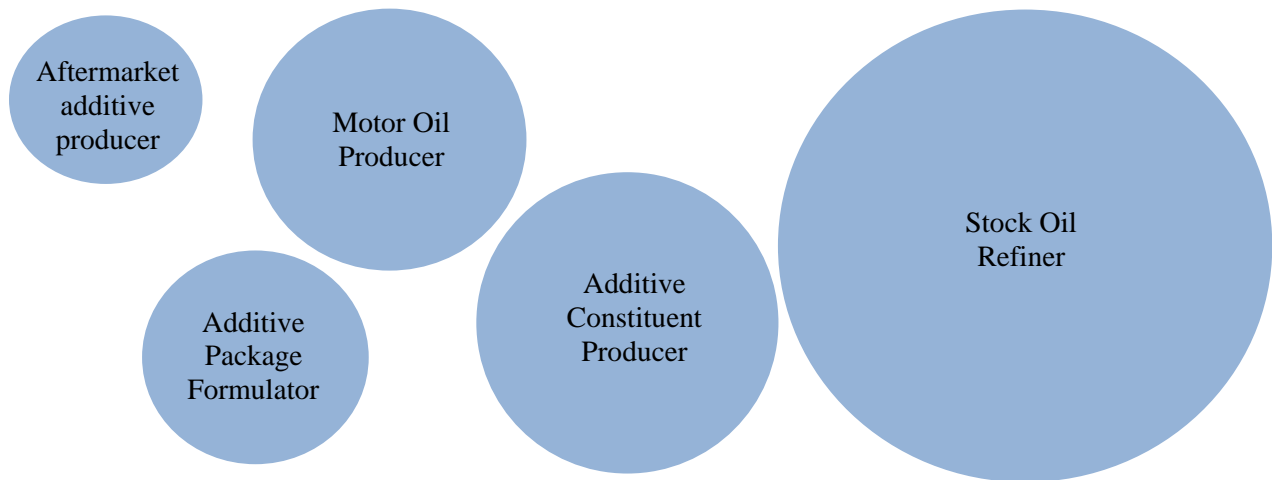 Aftermarket
additive
producer
Motor Oil
Producer
Stock Oil
Refiner
Additive
Constituent
Producer
Additive
Package
Formulator